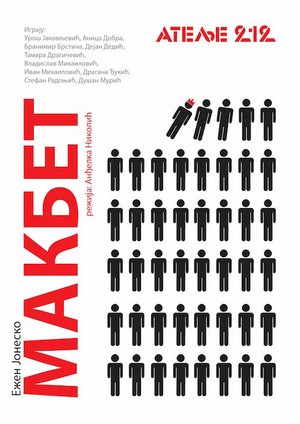 Играју:
Урош Јаковљевић, Аница Добра,
Бранимир Брстина, Дејан Дедић,
Тамара Драгичевић,
Владислав Михаиловић,
Иван Михаиловић, Драгана Ђукић,
Стефан Радоњић, Душан Мурић
АТЕЉЕ 212
Ежен Јонеско
МАКБЕТ
режија: Анђелка Николић